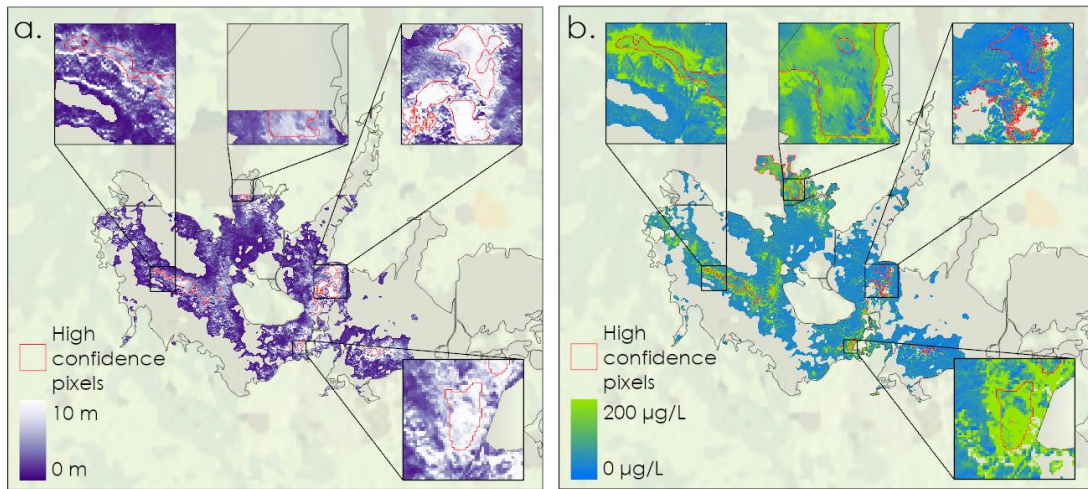 a.
High
confidence
pixels
10 m
0 m
b.
High
confidence
pixels
200 µg/L
0 µg/L